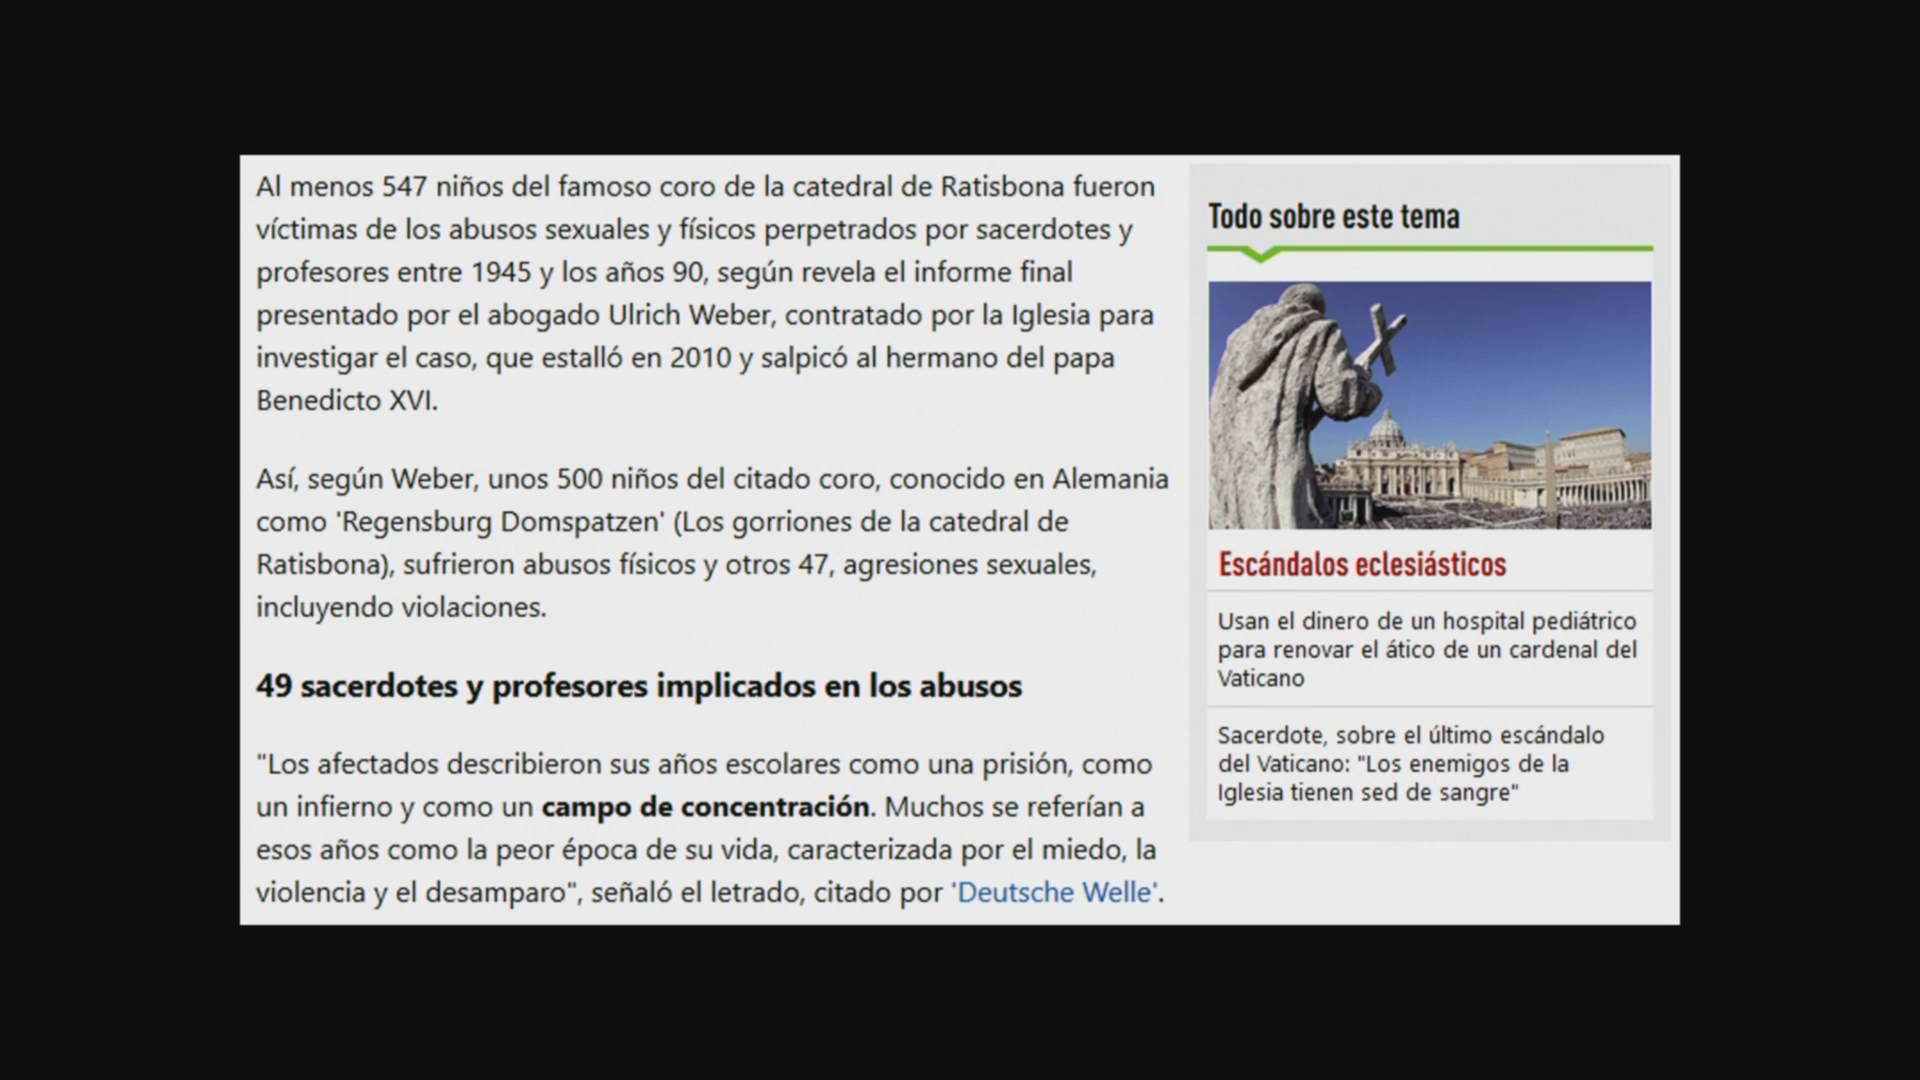 Al menos 547 niños del famoso coro de la catedral de Ratisbona fueron
víctimas de los abusos sexuales y físicos perpetrados por sacerdotes y
profesores entre 1945 y los años 90, según revela el informe final
presentado por el abogado Ulrich Weber, contratado por la Iglesia para
investigar el caso, que estalló en 2010 y salpicó al hermano del papa
Benedicto XVI.
Así, según Weber, unos 500 niños del citado coro, conocido en Alemania
como 'Regensburg Domspatzen' (Los gorriones de la catedral de
Ratisbona), sufrieron abusos físicos y otros 47, agresiones sexuales,
incluyendo violaciones.
49 sacerdotes y profesores implicados en los abusos
"Los afectados describieron sus años escolares como una prisión, como
un infierno y como un campo de concentración. Muchos se referían a
esos años como la peor época de su vida, caracterizada por el miedo, la
violencia y el desamparo", señaló el letrado, citado por 'Deutsche Welle'.
Todo sobre este tema
Escándalos eclesiásticos
Usan el dinero de un hospital pediátrico
para renovar el ático de un cardenal del
Vaticano
Sacerdote, sobre el último escándalo
del Vaticano: "Los enemigos de la
Iglesia tienen sed de sangre"